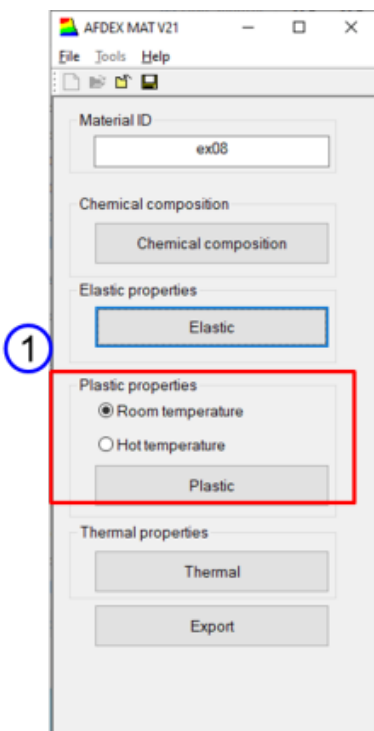 AFDEX MAT V21
File Tools Help
Material ID
ex08
Chemical composition
Chemical composition
Elastic properties
Elastic
1
Plastic properties
Room temperature
Hot temperature
Plastic
Thermal properties
Thermal
Export